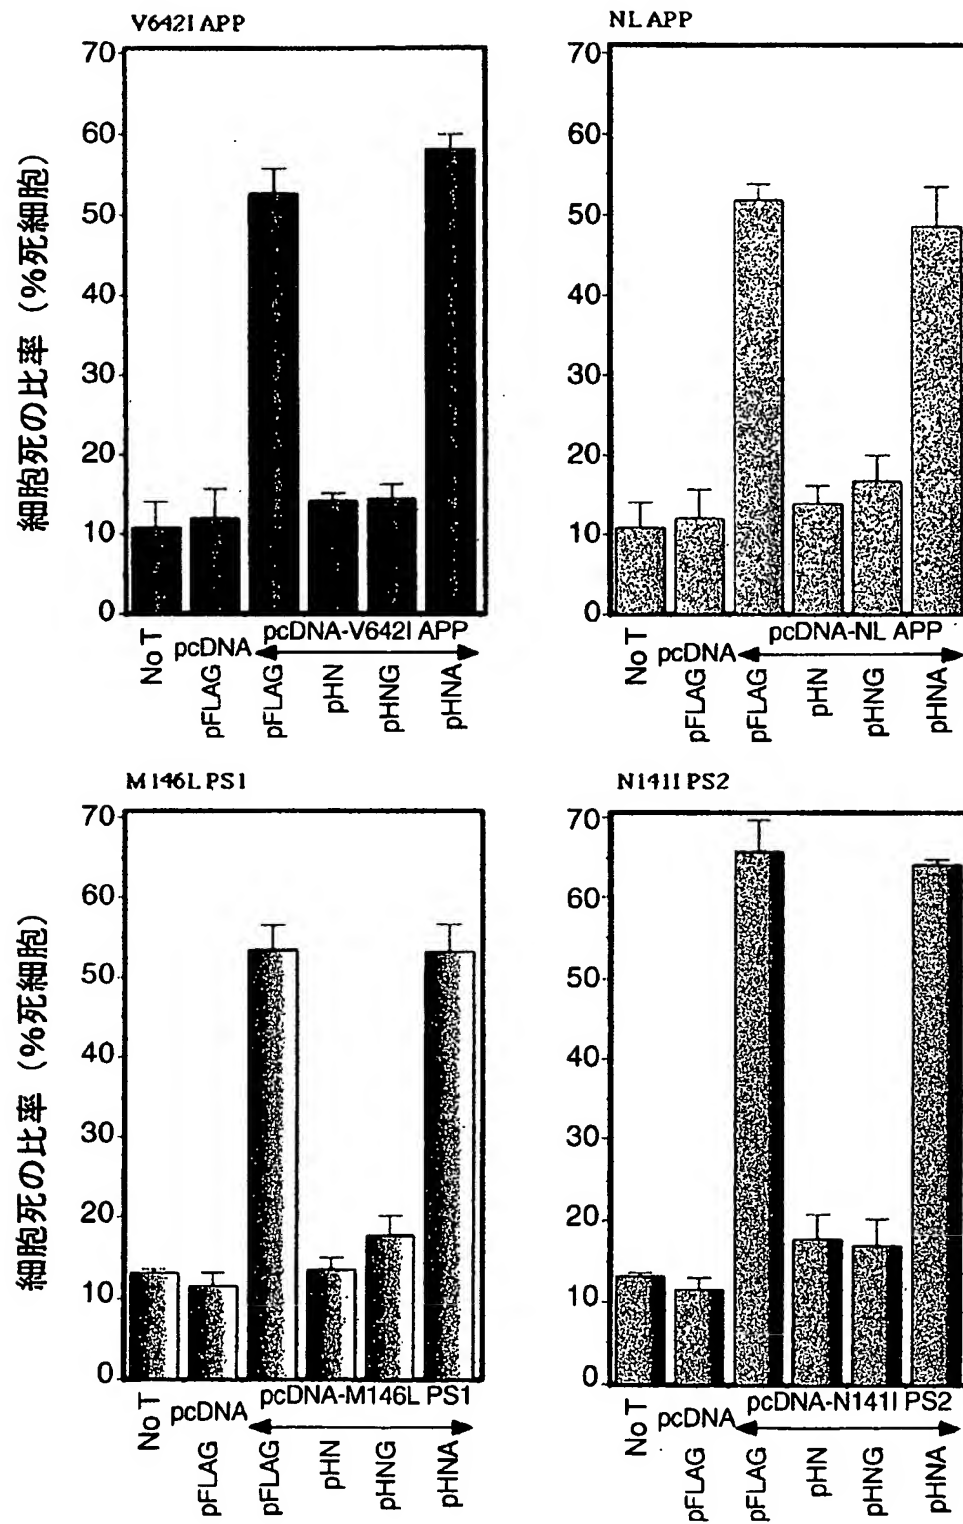 V642I APP
細胞死の比率 (%死細胞)
70
60
50
40
30
20
10
0
No T
pcDNA
pFLAG
pcDNA-V642I APP
pFLAG
pHN
pHNG
pHNA
NL APP
70
60
50
40
30
20
10
0
No T
pcDNA
pFLAG
pcDNA-NL APP
pFLAG
pHN
pHNG
pHNA
M146L PS1
細胞死の比率 (%死細胞)
70
60
50
40
30
20
10
0
No T
pcDNA
pFLAG
pcDNA-M146L PS1
pFLAG
pHN
pHNG
pHNA
N141I PS2
70
60
50
40
30
20
10
0
No T
pcDNA
pFLAG
pcDNA-N141I PS2
pFLAG
pHN
pHNG
pHNA